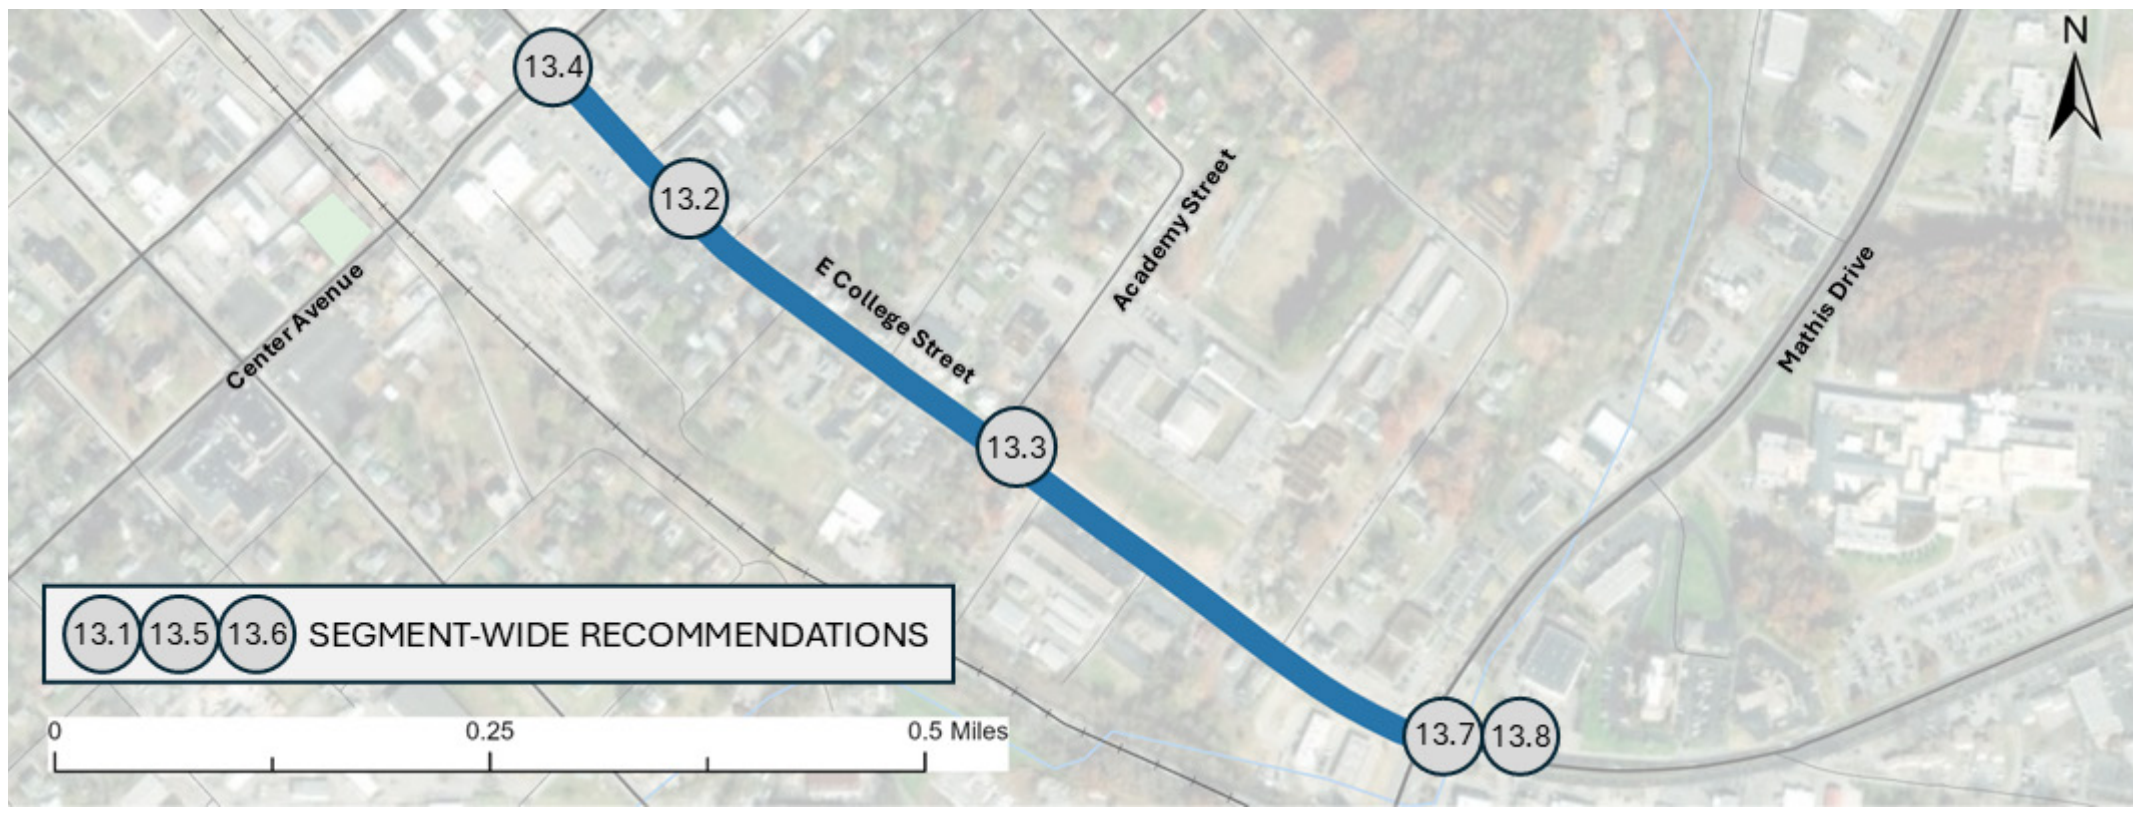 N
13.4
13.2
E College Street
Academy Street
Mathis Drive
Center Avenue
13.3
13.1 13.5 13.6 SEGMENT-WIDE RECOMMENDATIONS
13.7 13.8
0 0.25 0.5 Miles